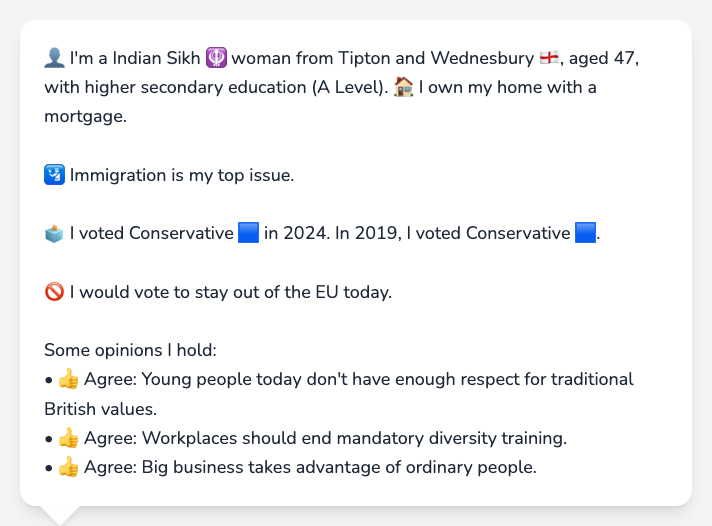 👤 I'm a Indian Sikh 🪯 woman from Tipton and Wednesbury 🏴󠁧󠁢󠁥󠁮󠁧󠁿, aged 47,
with higher secondary education (A Level). 🏠 I own my home with a
mortgage.
🛂 Immigration is my top issue.
🗳️ I voted Conservative 🟦 in 2024. In 2019, I voted Conservative 🟦.
🚫 I would vote to stay out of the EU today.
Some opinions I hold:
• 👍 Agree: Young people today don't have enough respect for traditional
British values.
• 👍 Agree: Workplaces should end mandatory diversity training.
• 👍 Agree: Big business takes advantage of ordinary people.